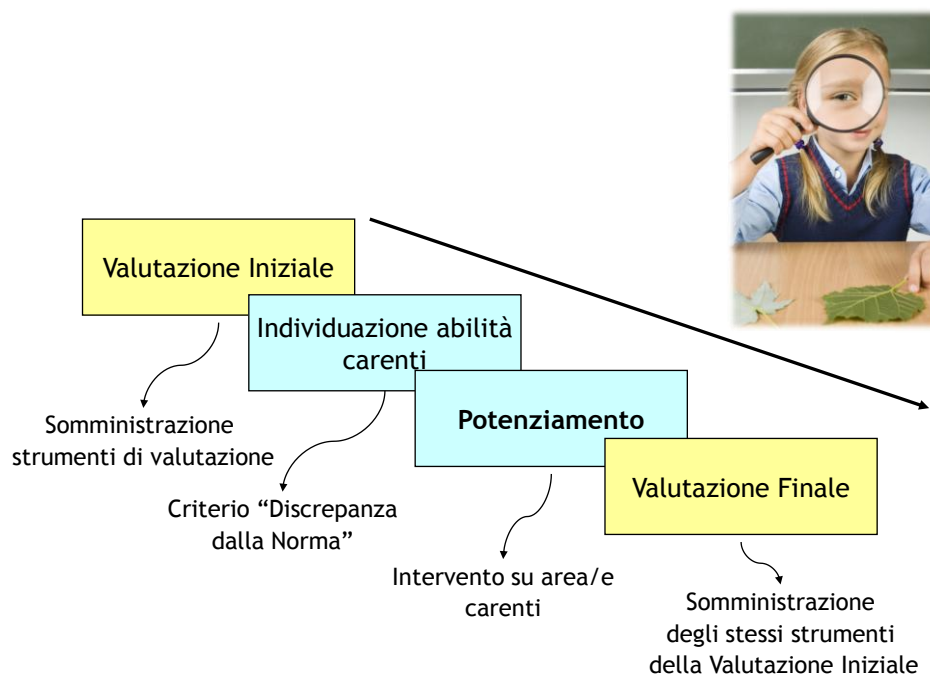 Valutazione Iniziale
Individuazione abilità
carenti
Potenziamento
Valutazione Finale
Somministrazione
strumenti di valutazione
Criterio “Discrepanza
dalla Norma”
Intervento su area/e
carenti
Somministrazione
degli stessi strumenti
della Valutazione Iniziale